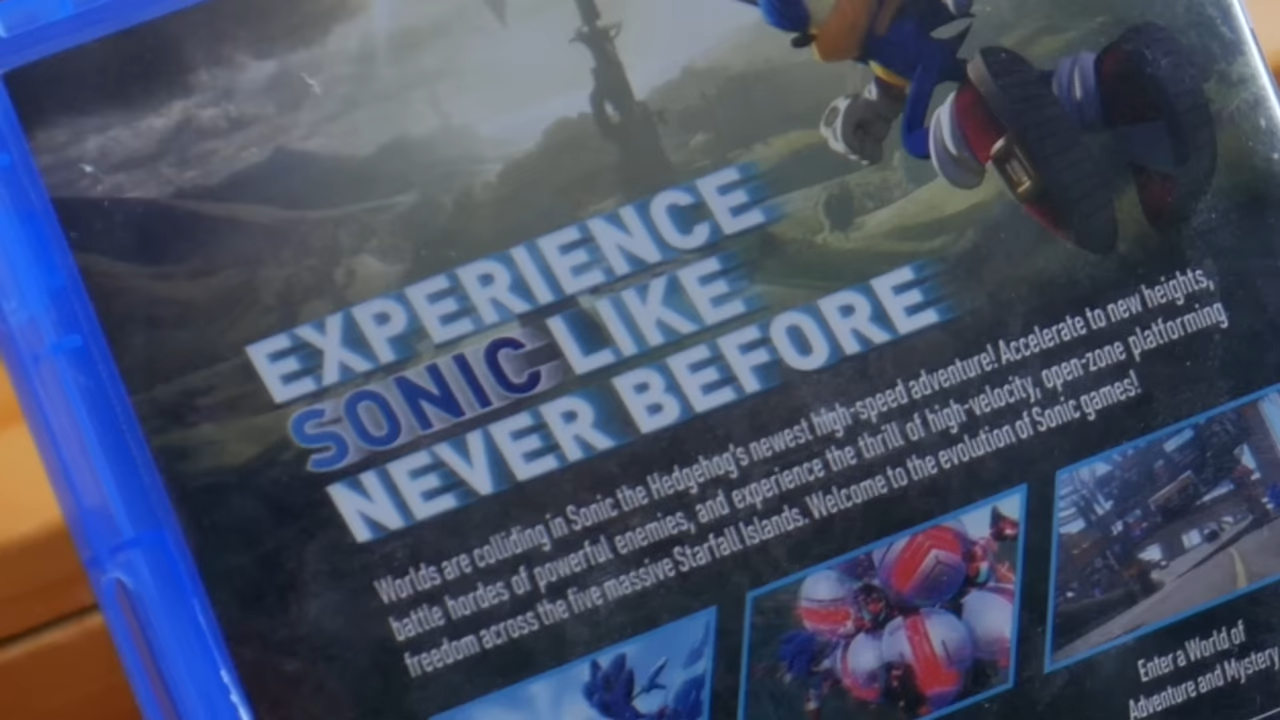 EXPERIENCE
SONIC LIKE
NEVER BEFORE
Worlds are colliding in Sonic the Hedgehog's newest high-speed adventure! Accelerate to new heights,
battle hordes of powerful enemies, and experience the thrill of high-velocity, open-zone platforming
freedom across the five massive Starfall Islands. Welcome to the evolution of Sonic games!
Enter a World of
Adventure and Mystery